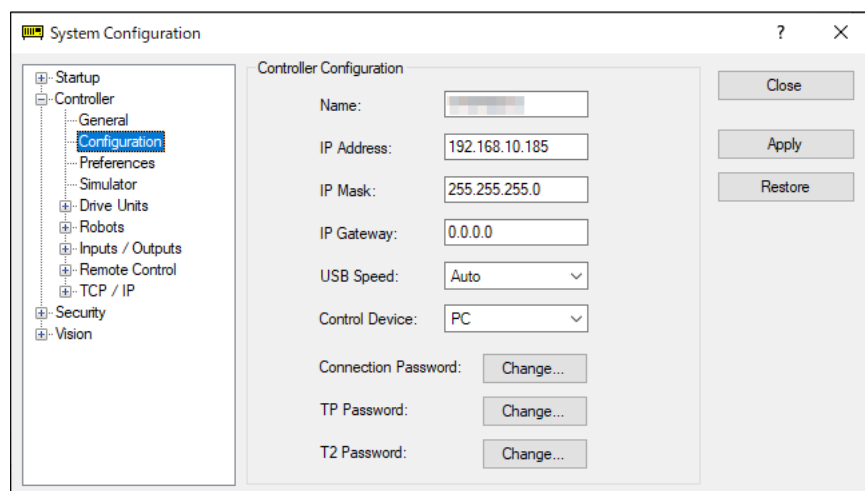 System Configuration
?
Startup
Controller
General
Configuration
Preferences
Simulator
Drive Units
Robots
Inputs / Outputs
Remote Control
TCP / IP
Security
Vision
Controller Configuration
Name:
IP Address: 192.168.10.185
IP Mask: 255.255.255.0
IP Gateway: 0.0.0.0
USB Speed: Auto
Control Device: PC
Connection Password: Change...
TP Password: Change...
T2 Password: Change...
Close
Apply
Restore